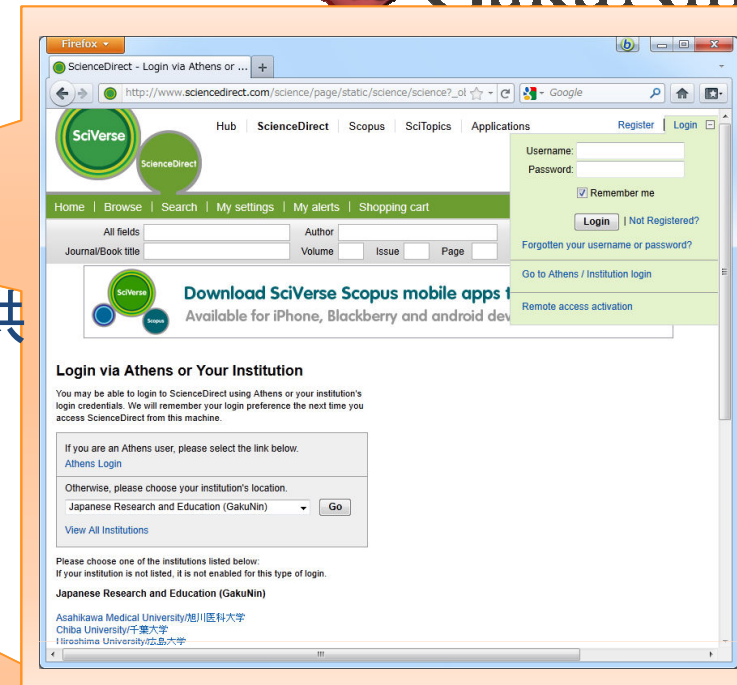 Firefox
ScienceDirect - Login via Athens or ...
http://www.sciencedirect.com/science/page/static/science/science?_ol
Google
SciVerse
ScienceDirect
Hub | ScienceDirect | Scopus | SciTopics | Applications
Register | Login
Username:
Password:
Remember me
Login | Not Registered?
Forgotten your username or password?
Go to Athens / Institution login
Remote access activation
Home | Browse | Search | My settings | My alerts | Shopping cart
All fields Author
Journal/Book title Volume Issue Page
SciVerse
Scopus
Download SciVerse Scopus mobile apps
Available for iPhone, Blackberry and android
Login via Athens or Your Institution
You may be able to login to ScienceDirect using Athens or your institution's
login credentials. We will remember your login preference the next time you
access ScienceDirect from this machine.
If you are an Athens user, please select the link below.
Athens Login
Otherwise, please choose your institution's location.
Japanese Research and Education (GakuNin) Go
View All Institutions
Please choose one of the institutions listed below:
If your institution is not listed, it is not enabled for this type of login.
Japanese Research and Education (GakuNin)
Asahikawa Medical University/旭川医科大学
Chiba University/千葉大学
Hiroshima University/広島大学